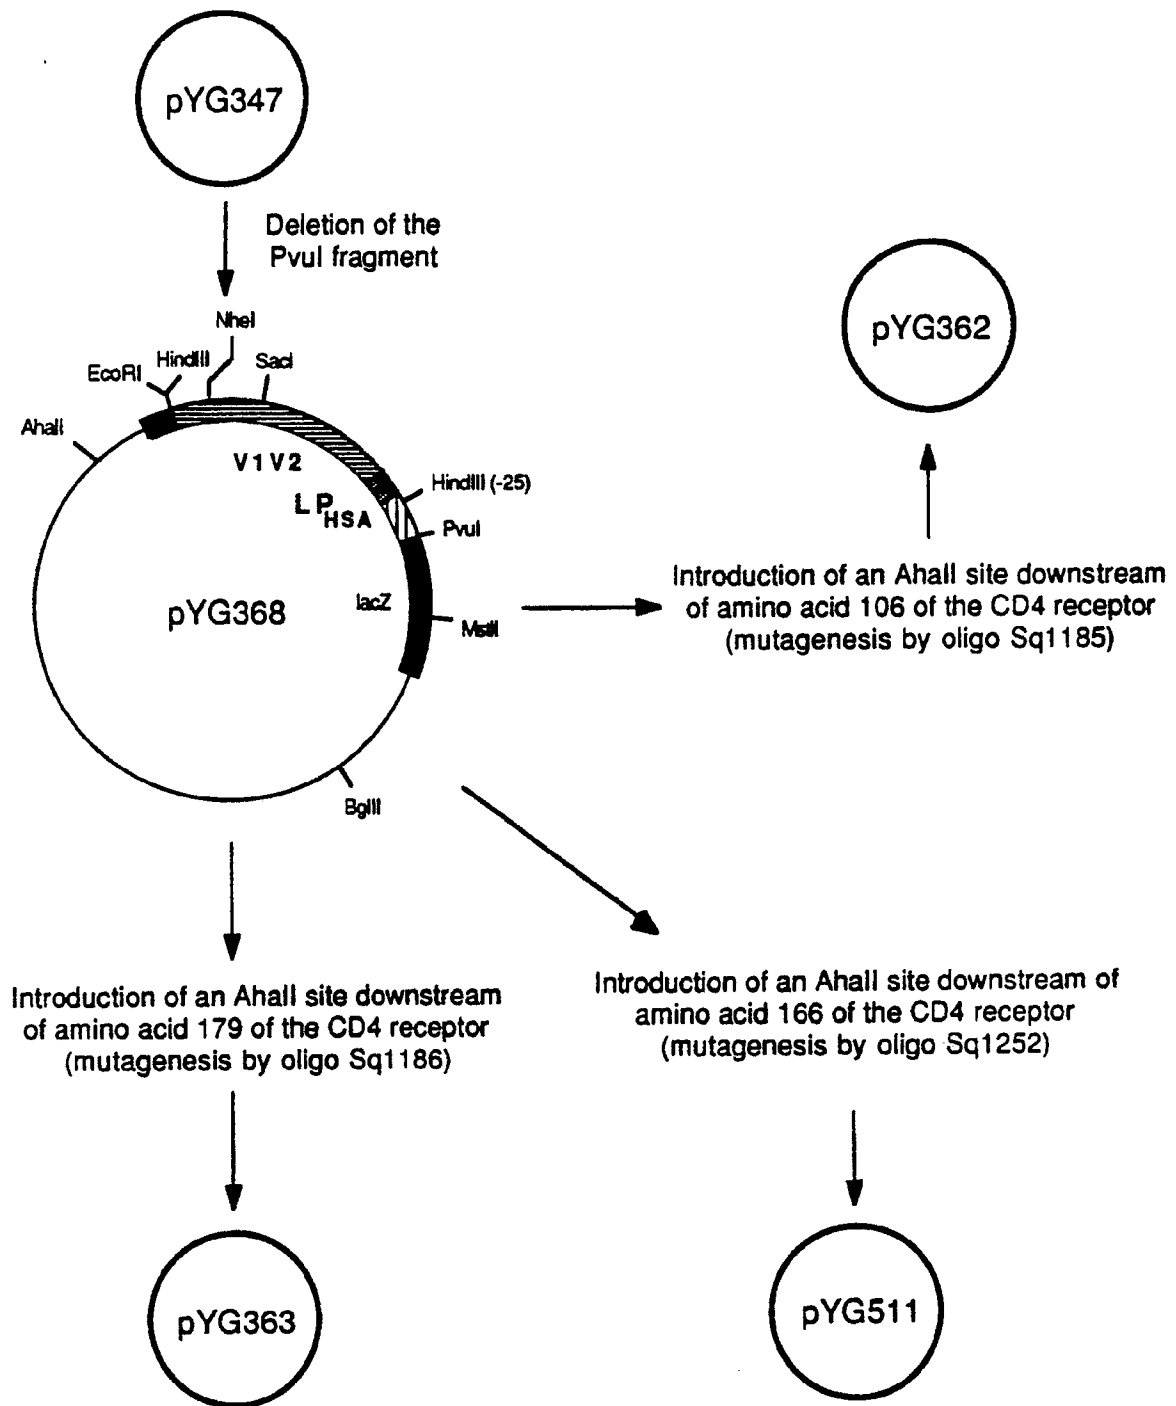 pYG347
Deletion of the
PvuI fragment
NheI
EcoRI
HindIII
SacI
AhaII
V1V2
HindIII (-25)
LP HSA
PvuI
lacZ
pYG368
MstII
BglII
pYG362
Introduction of an AhaII site downstream
of amino acid 106 of the CD4 receptor
(mutagenesis by oligo Sq1185)
Introduction of an AhaII site downstream
of amino acid 179 of the CD4 receptor
(mutagenesis by oligo Sq1186)
Introduction of an AhaII site downstream of
amino acid 166 of the CD4 receptor
(mutagenesis by oligo Sq1252)
pYG363
pYG511